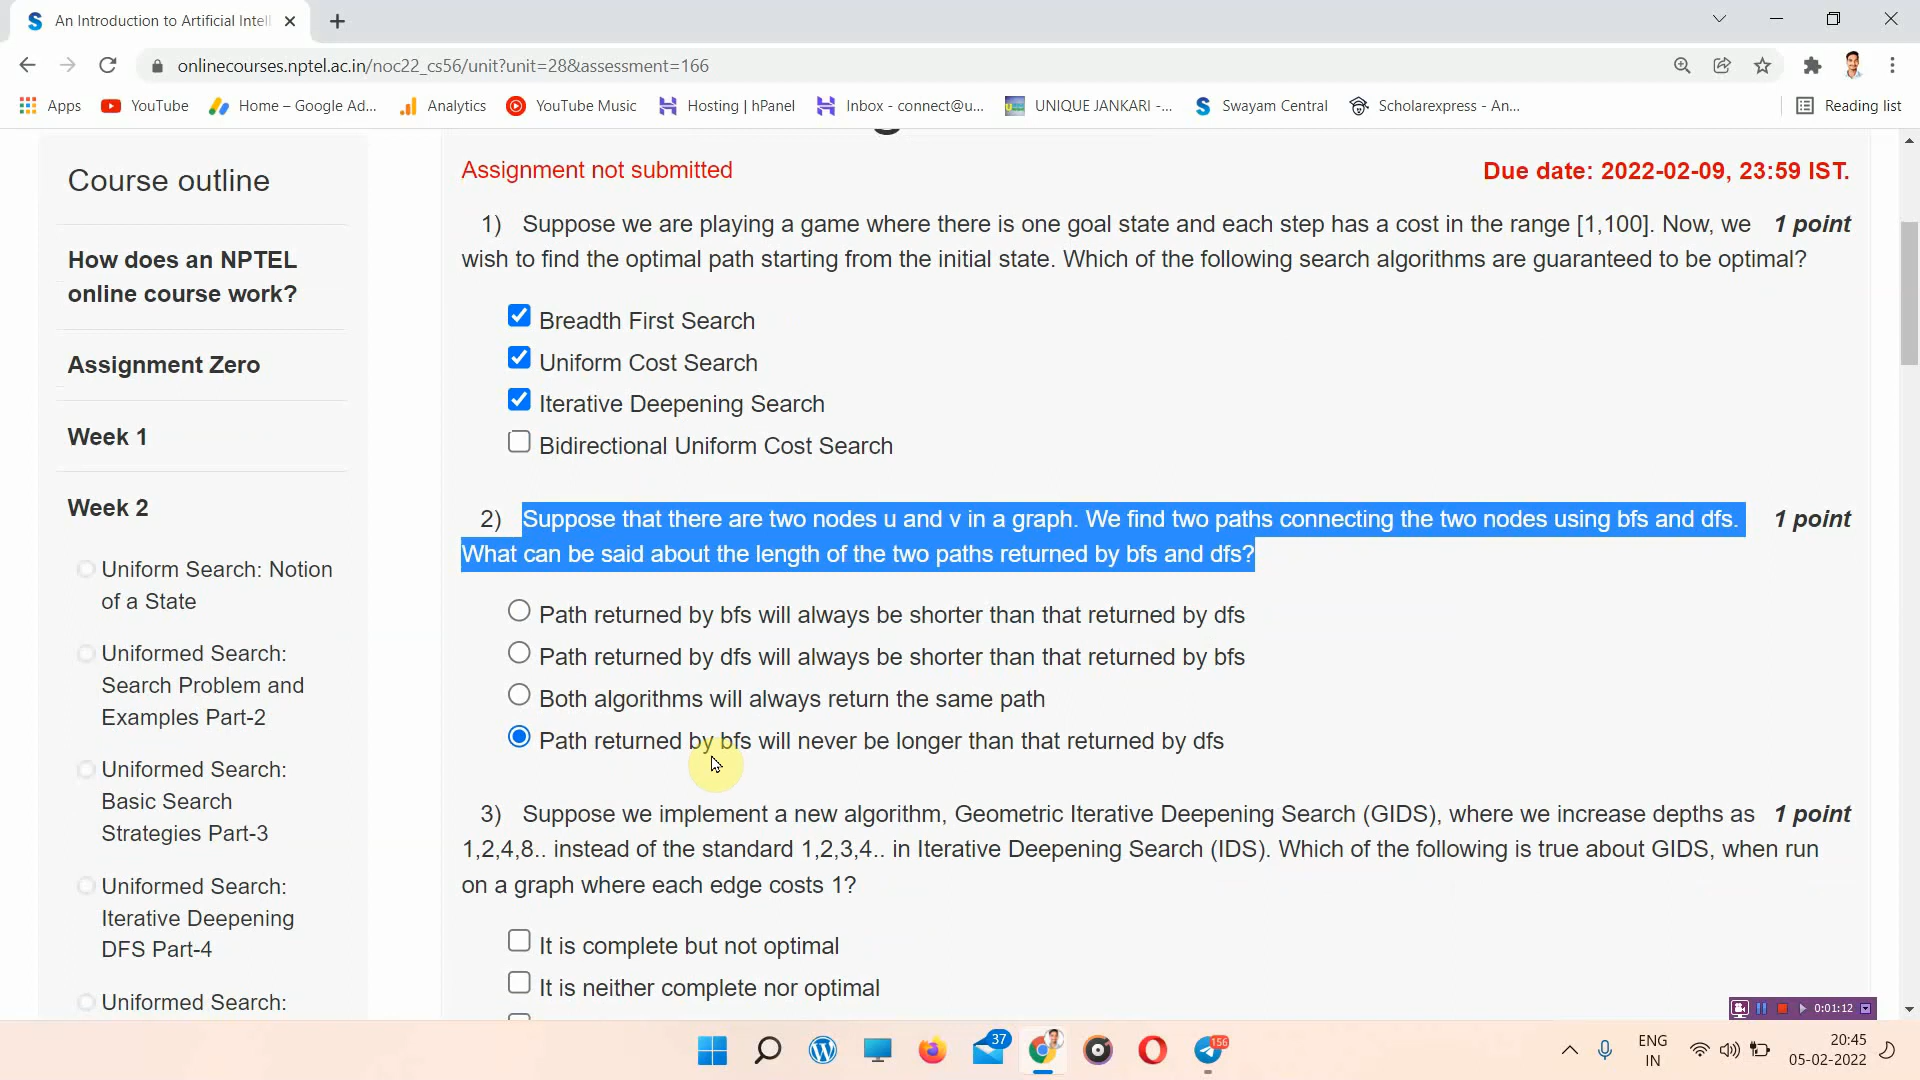 An Introduction to Artificial Intell
onlinecourses.nptel.ac.in/noc22_cs56/unit?unit=28&assessment=166
Apps YouTube Home – Google Ad... Analytics YouTube Music Hosting | hPanel Inbox - connect@u... UNIQUE JANKARI -... Swayam Central Scholarexpress - An... Reading list
Course outline
How does an NPTEL
online course work?
Assignment Zero
Week 1
Week 2
Uniform Search: Notion
of a State
Uniformed Search:
Search Problem and
Examples Part-2
Uniformed Search:
Basic Search
Strategies Part-3
Uniformed Search:
Iterative Deepening
DFS Part-4
Uniformed Search:
Assignment not submitted Due date: 2022-02-09, 23:59 IST.
1) Suppose we are playing a game where there is one goal state and each step has a cost in the range [1,100]. Now, we 1 point
wish to find the optimal path starting from the initial state. Which of the following search algorithms are guaranteed to be optimal?
Breadth First Search
Uniform Cost Search
Iterative Deepening Search
Bidirectional Uniform Cost Search
2) Suppose that there are two nodes u and v in a graph. We find two paths connecting the two nodes using bfs and dfs. 1 point
What can be said about the length of the two paths returned by bfs and dfs?
Path returned by bfs will always be shorter than that returned by dfs
Path returned by dfs will always be shorter than that returned by bfs
Both algorithms will always return the same path
Path returned by bfs will never be longer than that returned by dfs
3) Suppose we implement a new algorithm, Geometric Iterative Deepening Search (GIDS), where we increase depths as 1 point
1,2,4,8.. instead of the standard 1,2,3,4.. in Iterative Deepening Search (IDS). Which of the following is true about GIDS, when run
on a graph where each edge costs 1?
It is complete but not optimal
It is neither complete nor optimal
0:01:12
37
156
ENG
IN
20:45
05-02-2022